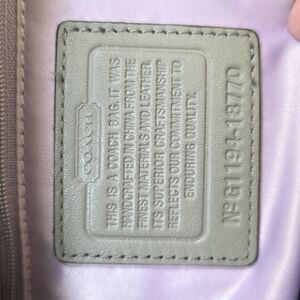 COACH
THIS IS A COACH BAG. IT WAS
HANDCRAFTED IN CHINA FROM THE
FINEST MATERIALS AND LEATHER.
ITS SUPERIOR CRAFTSMANSHIP
REFLECTS OUR COMMITMENT TO
ENDURING QUALITY.
Nº G1194-18770